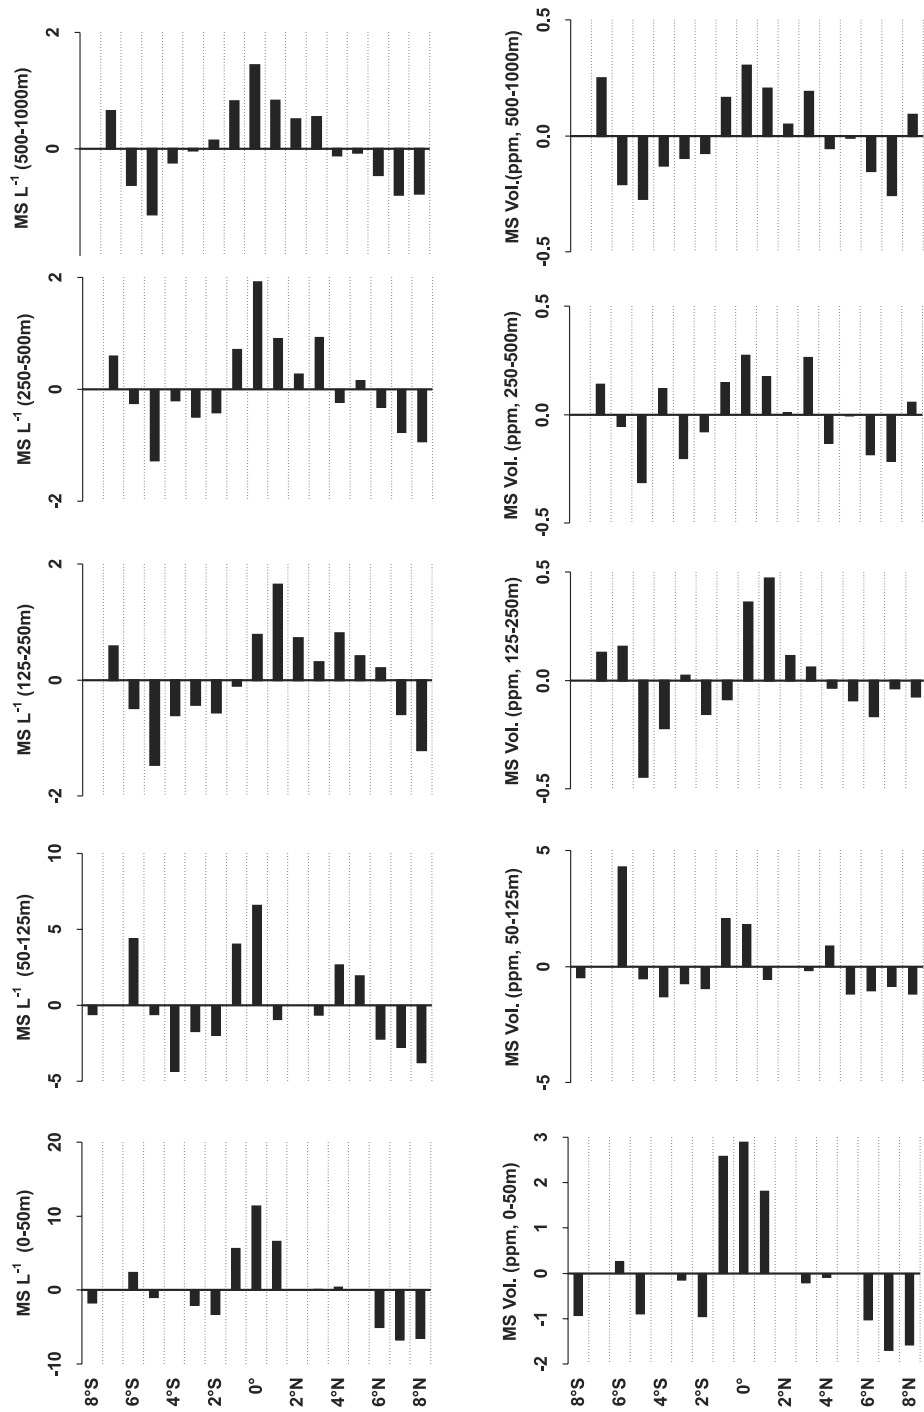 MS L⁻¹ (0-50m)
MS L⁻¹ (50-125m)
MS L⁻¹ (125-250m)
MS L⁻¹ (250-500m)
MS L⁻¹ (500-1000m)
-10 0 10 20
-5 0 5 10
-2 0 2
-2 0 2
0 2
8°S
6°S
4°S
2°S
0°
2°N
4°N
6°N
8°N
MS Vol. (ppm, 0-50m)
MS Vol. (ppm, 50-125m)
MS Vol. (ppm, 125-250m)
MS Vol. (ppm, 250-500m)
MS Vol.(ppm, 500-1000m)
-2 -1 0 1 2 3
-5 0 5
-0.5 0.0 0.5
-0.5 0.0 0.5
-0.5 0.0 0.5
8°S
6°S
4°S
2°S
0°
2°N
4°N
6°N
8°N